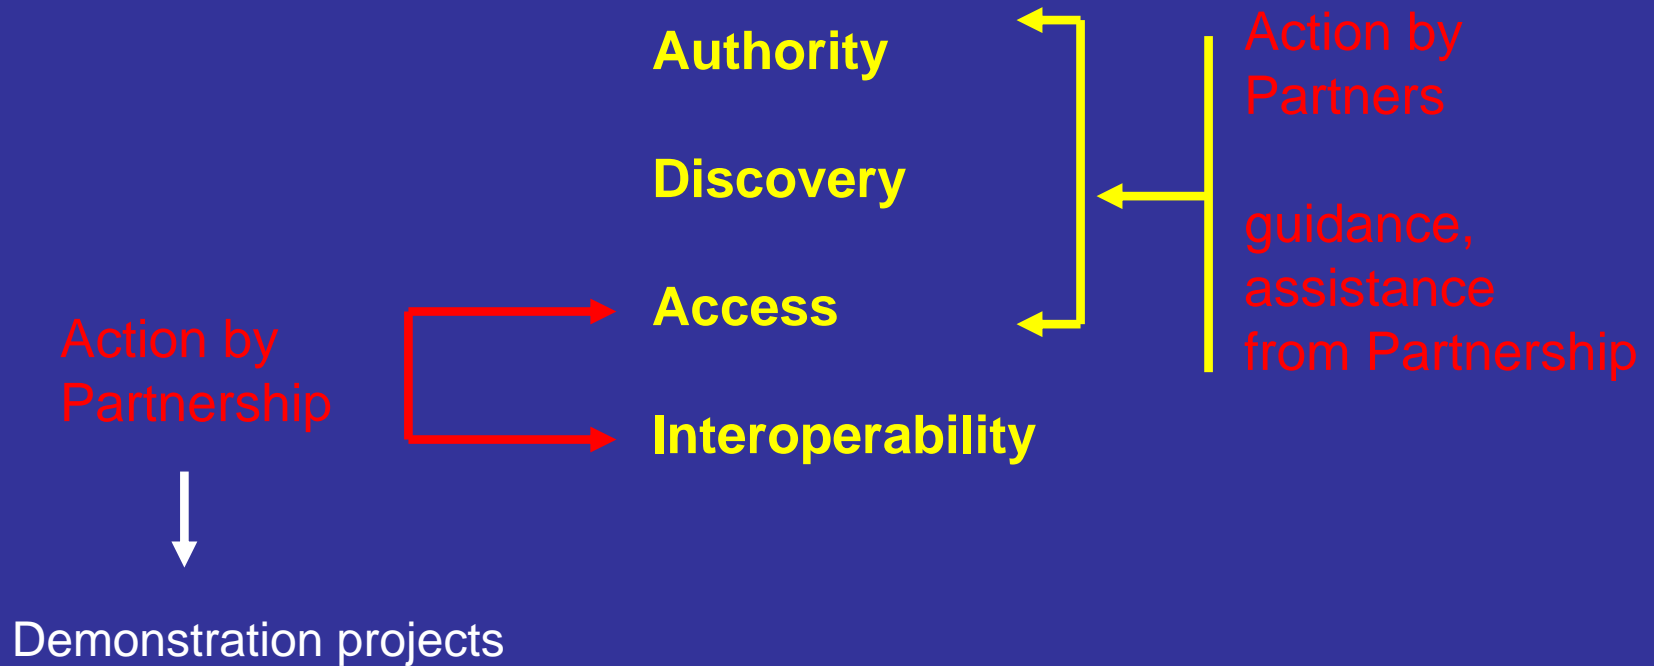 Authority
Discovery
Access
Interoperability
Action by
Partners
guidance,
assistance
from Partnership
Action by
Partnership
Demonstration projects